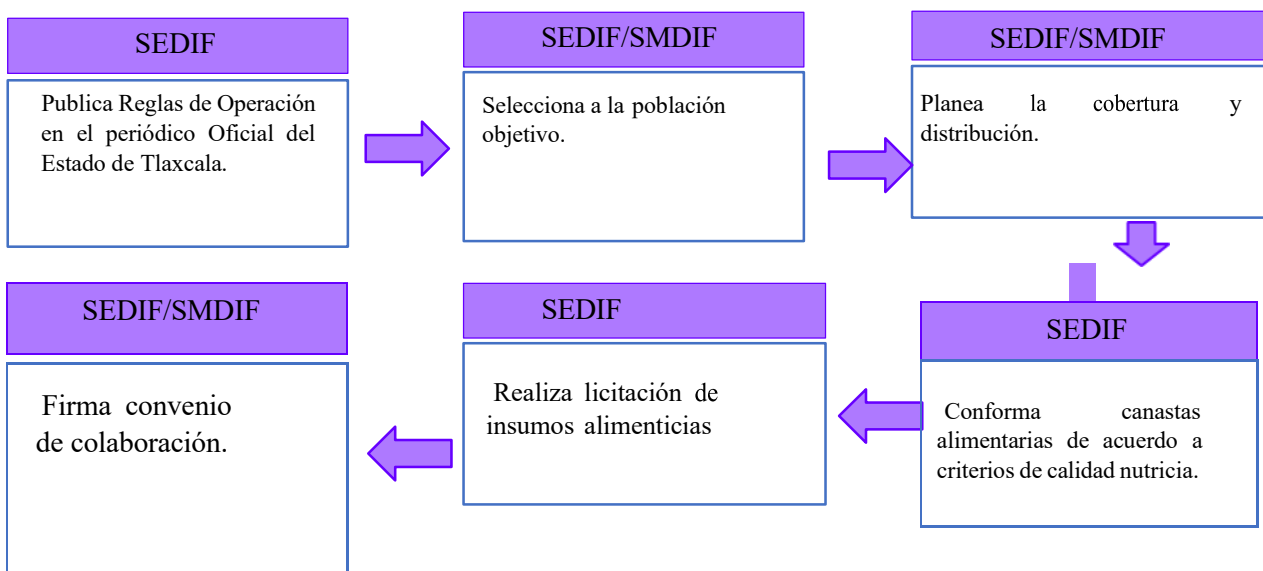 SEDIF
Publica Reglas de Operación
en el periódico Oficial del
Estado de Tlaxcala.
SEDIF/SMDIF
Selecciona a la población
objetivo.
SEDIF/SMDIF
Planea la cobertura y
distribución.
SEDIF
Conforma canastas
alimentarias de acuerdo a
criterios de calidad nutricia.
SEDIF
Realiza licitación de
insumos alimenticias
SEDIF/SMDIF
Firma convenio
de colaboración.